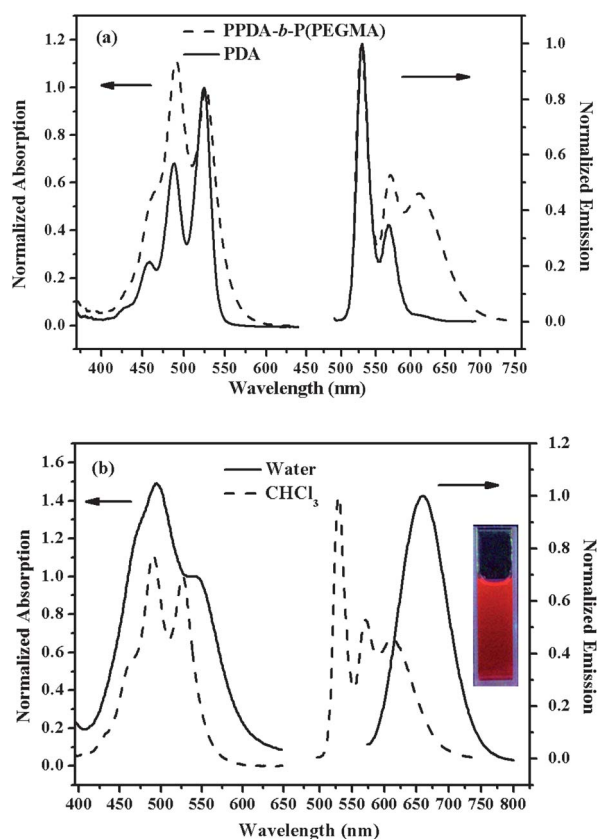 (a)
PPDA-b-P(PEGMA)
PDA
Normalized Absorption
1.2
1.0
0.8
0.6
0.4
0.2
0.0
Normalized Emission
1.0
0.8
0.6
0.4
0.2
0.0
400 450 500 550 600 450 500 550 600 650 700 750
Wavelength (nm)
(b)
Water
CHCl3
Normalized Absorption
1.6
1.4
1.2
1.0
0.8
0.6
0.4
0.2
0.0
Normalized Emission
1.2
1.0
0.8
0.6
0.4
0.2
0.0
400 450 500 550 600 650 500 550 600 650 700 750 800
Wavelength (nm)